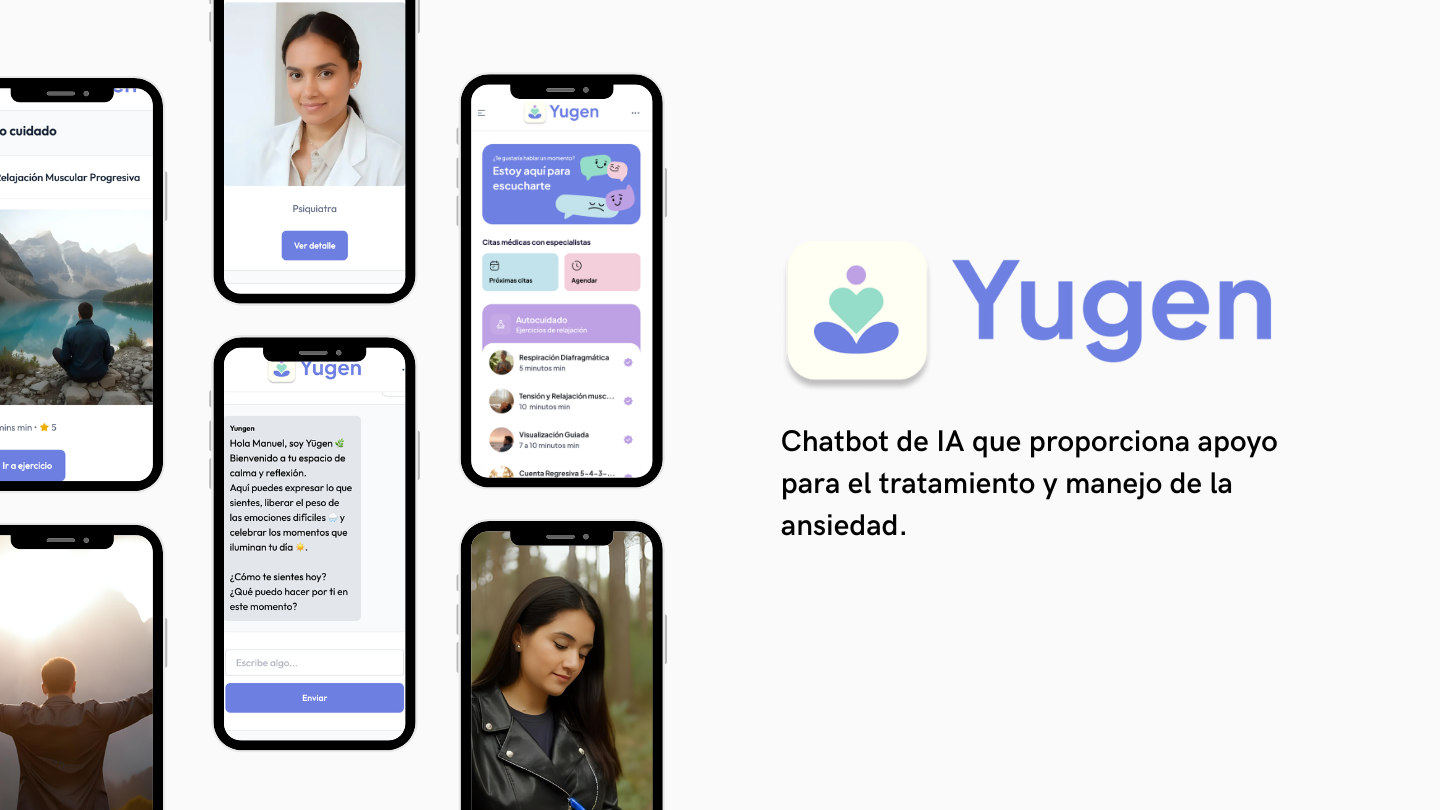 o cuidado
Relajación Muscular Progresiva
mins min • ⭐ 5
Ir a ejercicio
Psiquiatra
Ver detalle
Yugen
Yungen
Hola Manuel, soy Yügen 🌿
Bienvenido a tu espacio de
calma y reflexión.
Aquí puedes expresar lo que
sientes, liberar el peso de
las emociones difíciles 🌧️ y
celebrar los momentos que
iluminan tu día ☀️.
¿Cómo te sientes hoy?
¿Qué puedo hacer por ti en
este momento?
Escribe algo...
Enviar
Yugen
¿Te gustaría hablar un momento?
Estoy aquí para
escucharte
Citas médicas con especialistas
Próximas citas
Agendar
Autocuidado
Ejercicios de relajación
Respiración Diafragmática
5 minutos min
Tensión y Relajación musc...
10 minutos min
Visualización Guiada
7 a 10 minutos min
Cuenta Regresiva 5-4-3-...
Yugen
Chatbot de IA que proporciona apoyo
para el tratamiento y manejo de la
ansiedad.